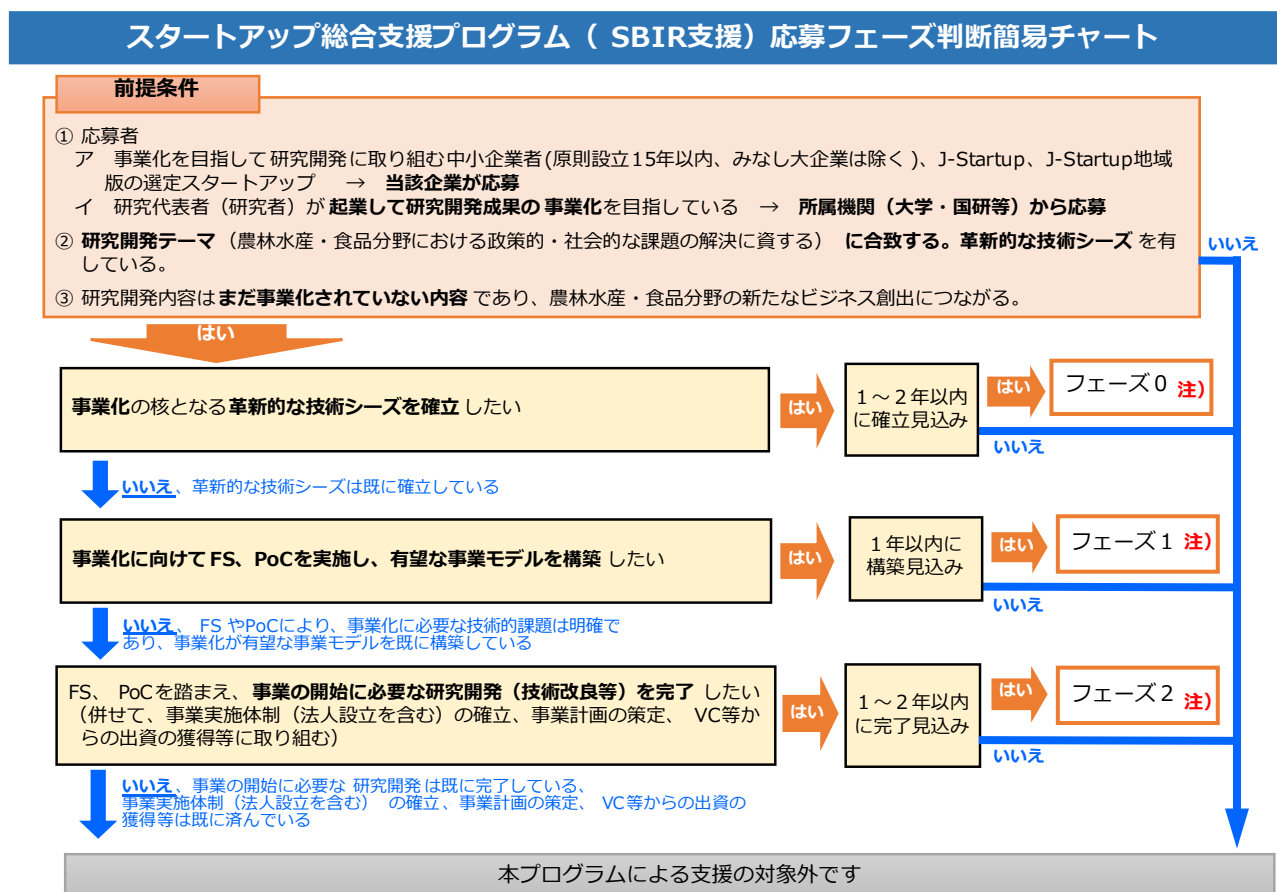 スタートアップ総合支援プログラム（ SBIR支援）応募フェーズ判断簡易チャート
前提条件
① 応募者
ア　事業化を目指して研究開発に取り組む中小企業者(原則設立15年以内、みなし大企業は除く)、J-Startup、J-Startup地域
版の選定スタートアップ　→　当該企業が応募
イ　研究代表者（研究者）が起業して研究開発成果の事業化を目指している　→　所属機関（大学・国研等）から応募
② 研究開発テーマ（農林水産・食品分野における政策的・社会的な課題の解決に資する）　に合致する。革新的な技術シーズを有
している。
③ 研究開発内容はまだ事業化されていない内容であり、農林水産・食品分野の新たなビジネス創出につながる。
いいえ
はい
事業化の核となる革新的な技術シーズを確立したい
はい
１～２年以内
に確立見込み
はい
フェーズ０ 注）
いいえ
いいえ、革新的な技術シーズは既に確立している
事業化に向けてFS、PoCを実施し、有望な事業モデルを構築したい
はい
１年以内に
構築見込み
はい
フェーズ１ 注）
いいえ
いいえ、 FS やPoCにより、事業化に必要な技術的課題は明確で
あり、事業化が有望な事業モデルを既に構築している
FS、 PoCを踏まえ、事業の開始に必要な研究開発（技術改良等）を完了したい
（併せて、事業実施体制（法人設立を含む）の確立、事業計画の策定、 VC等か
らの出資の獲得等に取り組む）
はい
１～２年以内
に完了見込み
はい
フェーズ２ 注）
いいえ
いいえ、事業の開始に必要な 研究開発は既に完了している、
事業実施体制（法人設立を含む）　の確立、事業計画の策定、 VC等からの出資の
獲得等は既に済んでいる
本プログラムによる支援の対象外です